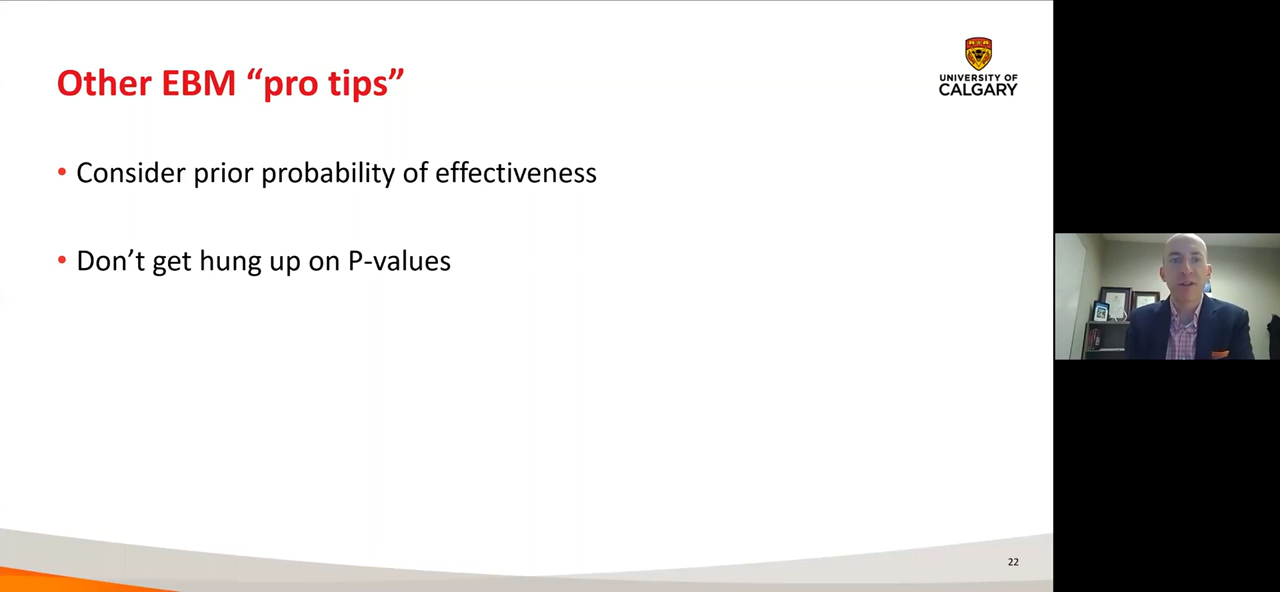 Other EBM “pro tips”
UNIVERSITY OF
CALGARY
• Consider prior probability of effectiveness
• Don’t get hung up on P-values
22